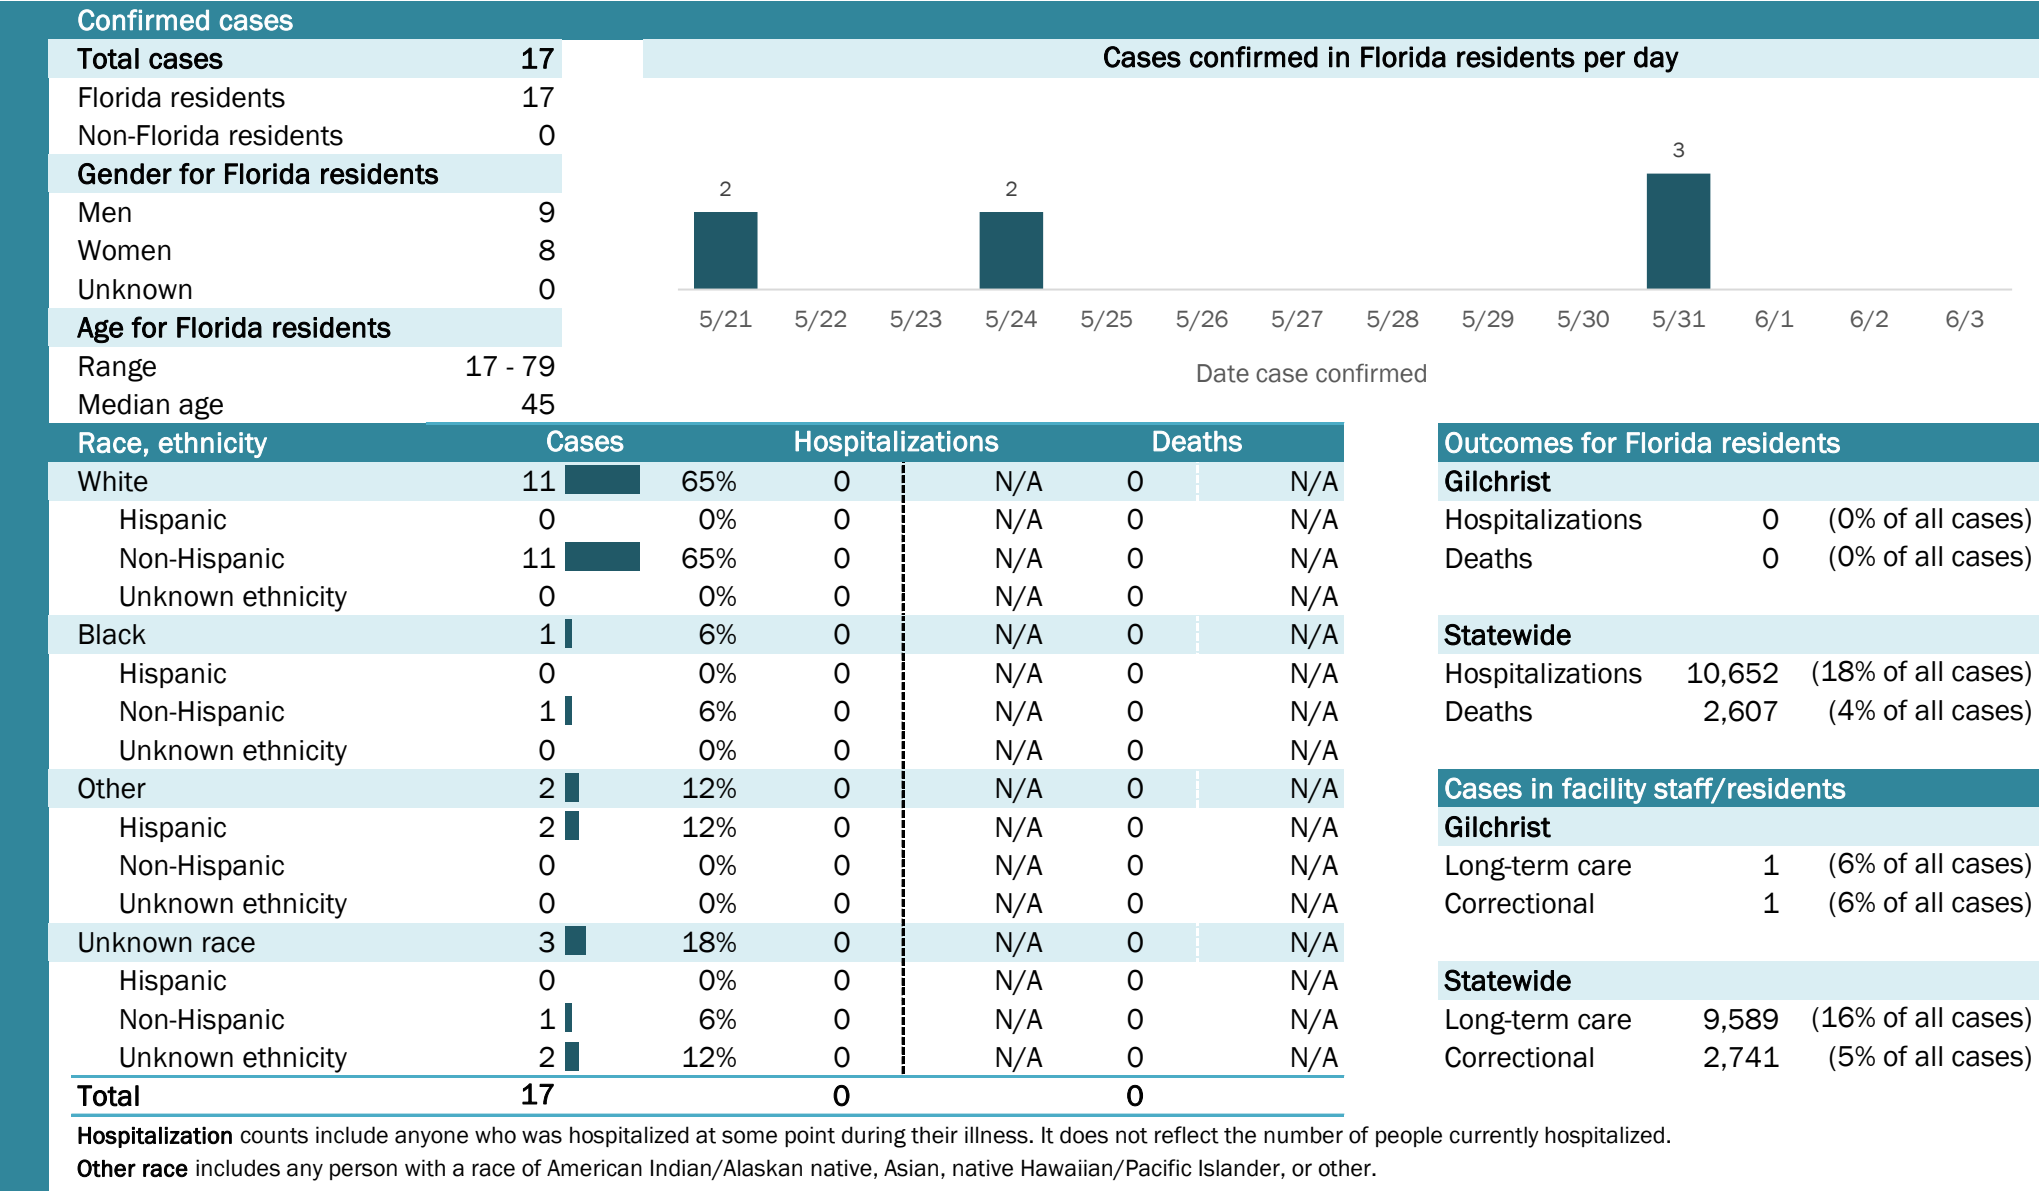 Confirmed cases
Total cases 17
Florida residents 17
Non-Florida residents 0
Gender for Florida residents
Men 9
Women 8
Unknown 0
Age for Florida residents
Range 17 - 79
Median age 45
Cases confirmed in Florida residents per day
2 2 3
5/21 5/22 5/23 5/24 5/25 5/26 5/27 5/28 5/29 5/30 5/31 6/1 6/2 6/3
Date case confirmed
Race, ethnicity Cases Hospitalizations Deaths
White 11 65% 0 N/A 0 N/A
Hispanic 0 0% 0 N/A 0 N/A
Non-Hispanic 11 65% 0 N/A 0 N/A
Unknown ethnicity 0 0% 0 N/A 0 N/A
Black 1 6% 0 N/A 0 N/A
Hispanic 0 0% 0 N/A 0 N/A
Non-Hispanic 1 6% 0 N/A 0 N/A
Unknown ethnicity 0 0% 0 N/A 0 N/A
Other 2 12% 0 N/A 0 N/A
Hispanic 2 12% 0 N/A 0 N/A
Non-Hispanic 0 0% 0 N/A 0 N/A
Unknown ethnicity 0 0% 0 N/A 0 N/A
Unknown race 3 18% 0 N/A 0 N/A
Hispanic 0 0% 0 N/A 0 N/A
Non-Hispanic 1 6% 0 N/A 0 N/A
Unknown ethnicity 2 12% 0 N/A 0 N/A
Total 17 0 0
Outcomes for Florida residents
Gilchrist
Hospitalizations 0 (0% of all cases)
Deaths 0 (0% of all cases)
Statewide
Hospitalizations 10,652 (18% of all cases)
Deaths 2,607 (4% of all cases)
Cases in facility staff/residents
Gilchrist
Long-term care 1 (6% of all cases)
Correctional 1 (6% of all cases)
Statewide
Long-term care 9,589 (16% of all cases)
Correctional 2,741 (5% of all cases)
Hospitalization counts include anyone who was hospitalized at some point during their illness. It does not reflect the number of people currently hospitalized.
Other race includes any person with a race of American Indian/Alaskan native, Asian, native Hawaiian/Pacific Islander, or other.